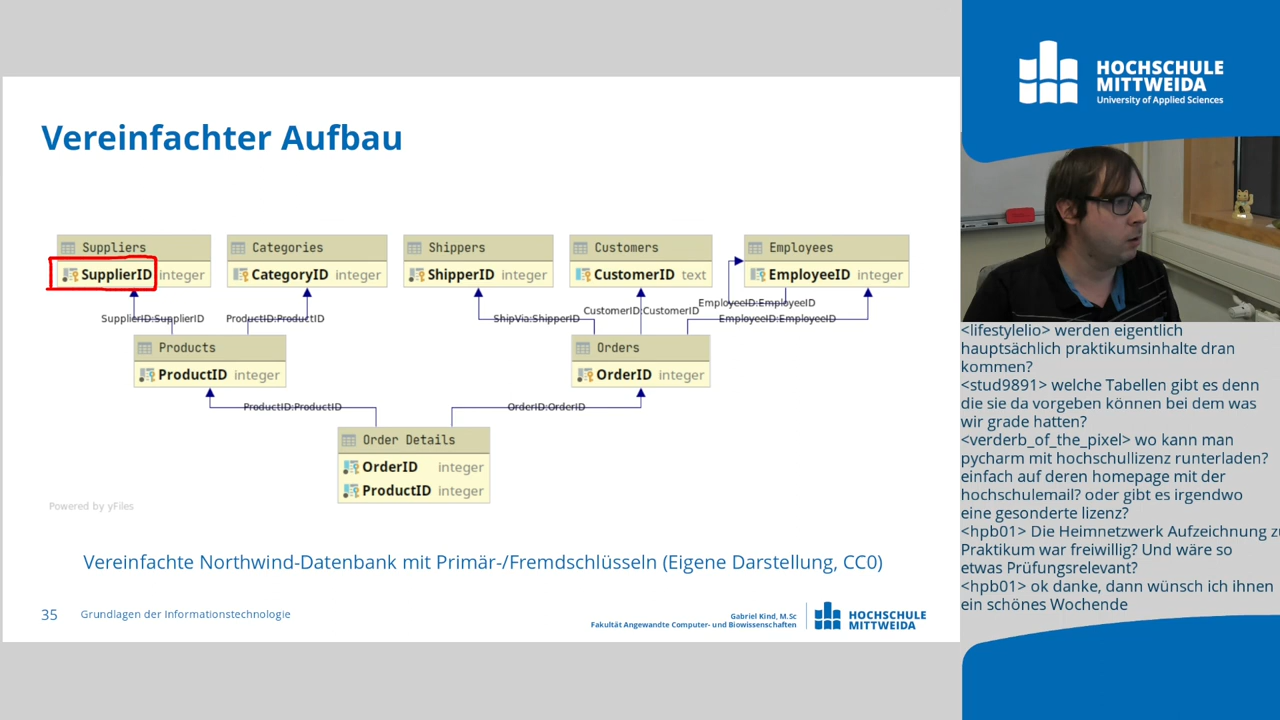 Vereinfachter Aufbau
Suppliers
SupplierID integer
Categories
CategoryID integer
Shippers
ShipperID integer
Customers
CustomerID text
Employees
EmployeeID integer
SupplierID:SupplierID
ProductID:ProductID
ShipVia:ShipperID
CustomerID:CustomerID
EmployeeID:EmployeeID
EmployeeID:EmployeeID
Products
ProductID integer
Orders
OrderID integer
ProductID:ProductID
OrderID:OrderID
Order Details
OrderID integer
ProductID integer
Powered by yFiles
Vereinfachte Northwind-Datenbank mit Primär-/Fremdschlüsseln (Eigene Darstellung, CC0)
35
Grundlagen der Informationstechnologie
Gabriel Kind, M.Sc
Fakultät Angewandte Computer- und Biowissenschaften
HOCHSCHULE
MITTWEIDA
HOCHSCHULE
MITTWEIDA
University of Applied Sciences
<lifestylelio> werden eigentlich
hauptsächlich praktikumsinhalte dran
kommen?
<stud9891> welche Tabellen gibt es denn
die sie da vorgeben können bei dem was
wir grade hatten?
<verderb_of_the_pixel> wo kann man
pycharm mit hochschullizenz runterladen?
einfach auf deren homepage mit der
hochschulemail? oder gibt es irgendwo
eine gesonderte lizenz?
<hpb01> Die Heimnetzwerk Aufzeichnung z
Praktikum war freiwillig? Und wäre so
etwas Prüfungsrelevant?
<hpb01> ok danke, dann wünsch ich ihnen
ein schönes Wochende